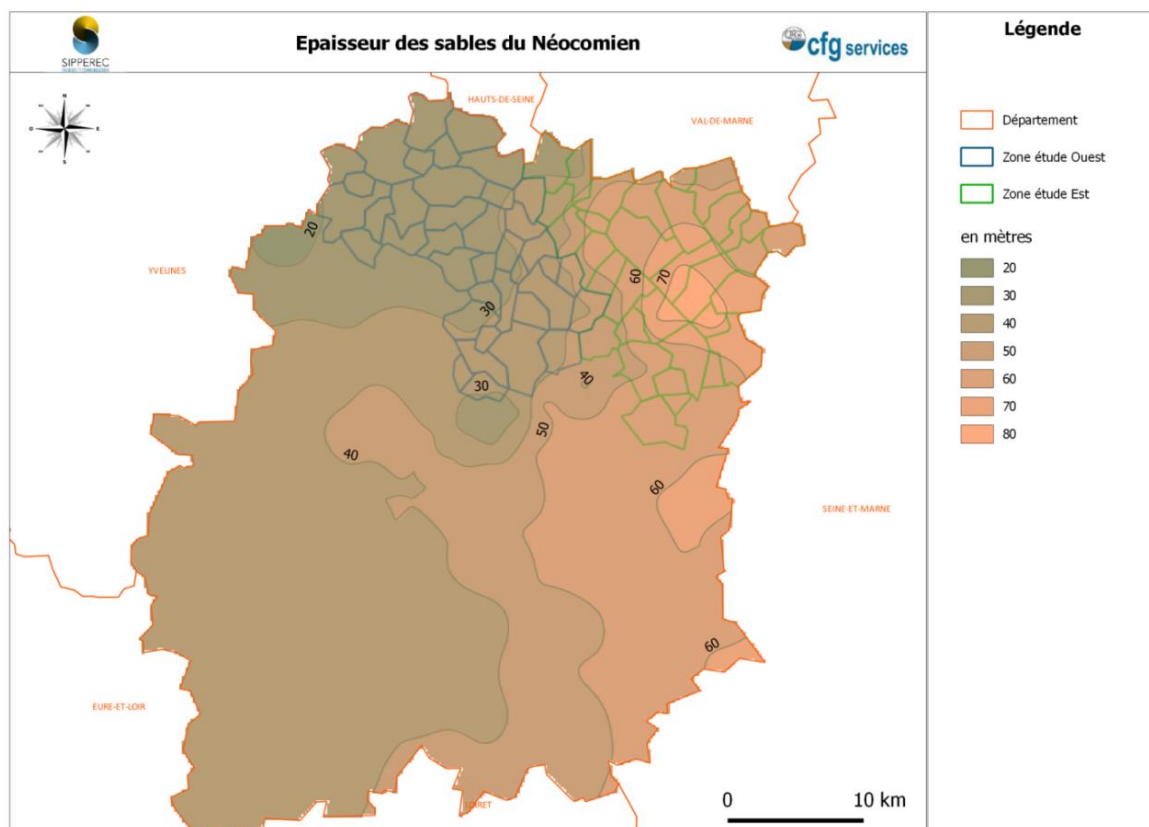 Epaisseur des sables du Néocomien
SIPPEREC
cfg services
N
E
S
O
HAUTS-DE-SEINE
VAL-DE-MARNE
YVELINES
SEINE-ET-MARNE
EURE-ET-LOIR
LOIRET
20
30
30
60
70
40
40
50
60
60
0 10 km
Légende
Département
Zone étude Ouest
Zone étude Est
en mètres
20
30
40
50
60
70
80